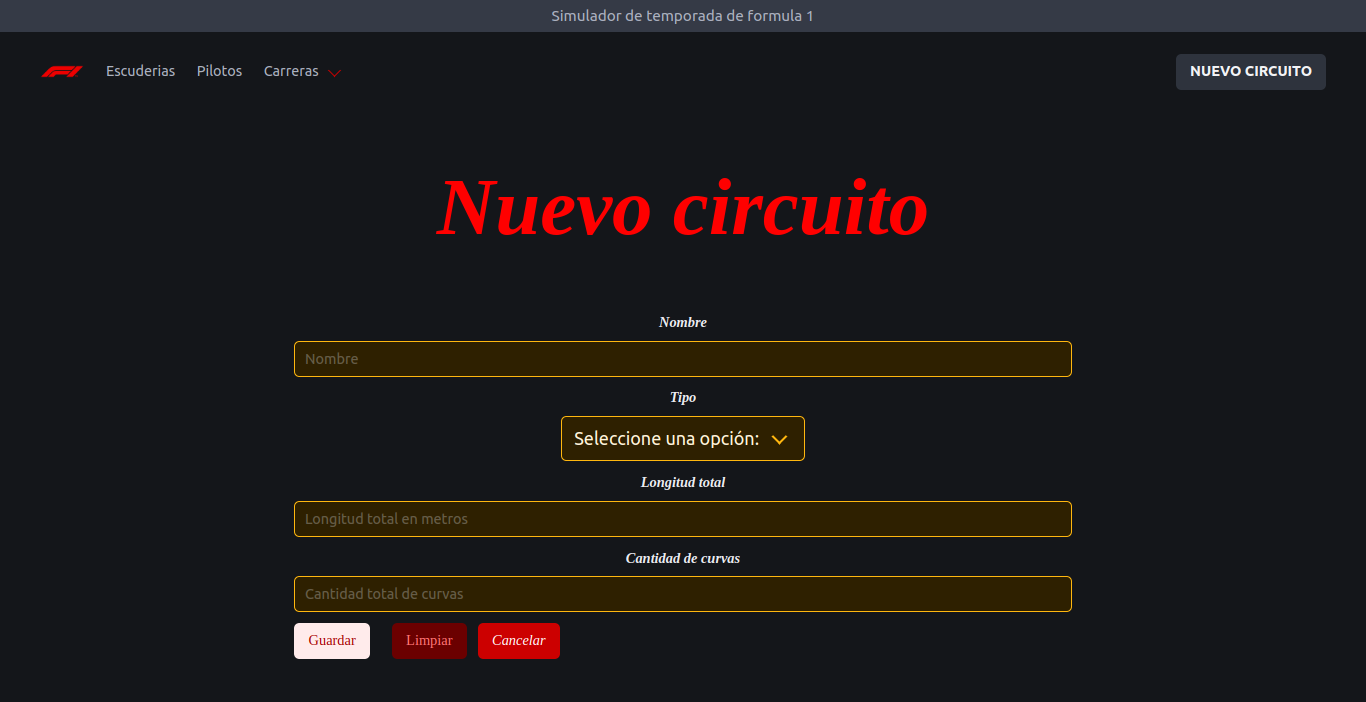 Simulador de temporada de formula 1
F1 Escuderias Pilotos Carreras NUEVO CIRCUITO
Nuevo circuito
Nombre
Nombre
Tipo
Seleccione una opción:
Longitud total
Longitud total en metros
Cantidad de curvas
Cantidad total de curvas
Guardar Limpiar Cancelar